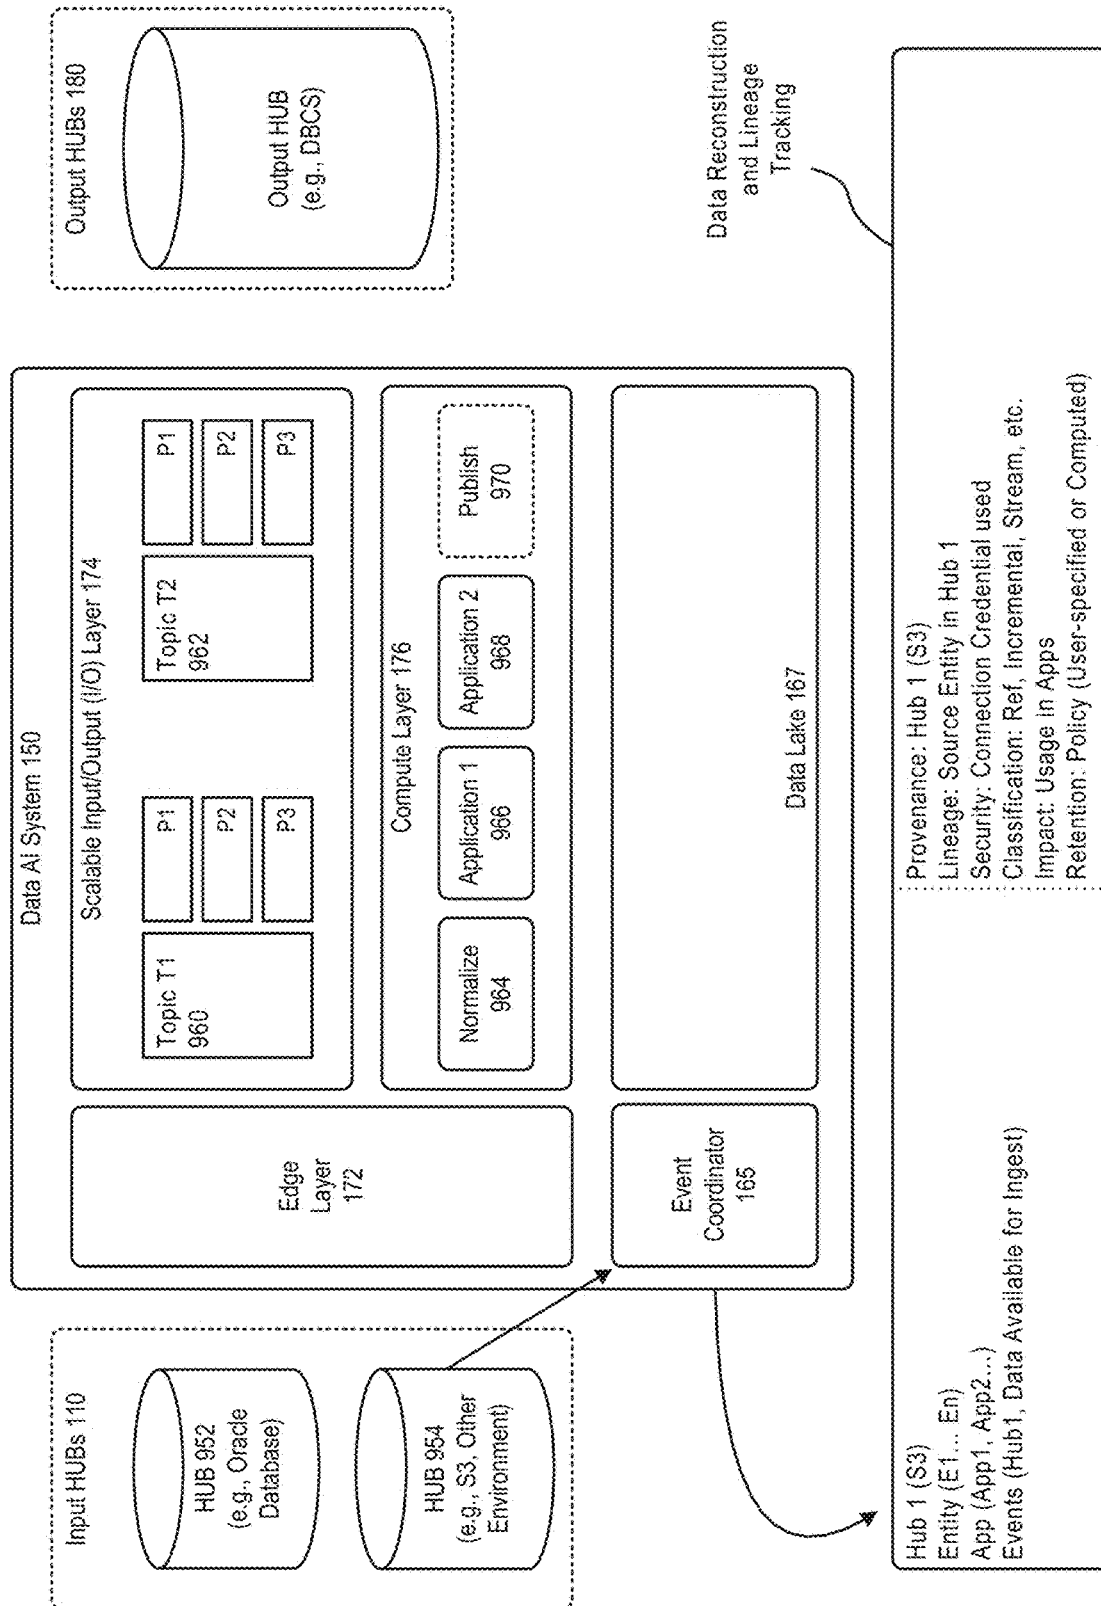 Input HUBs 110
HUB 952
(e.g., Oracle
Database)
HUB 954
(e.g., S3, Other
Environment)
Data AI System 150
Edge
Layer
172
Scalable Input/Output (I/O) Layer 174
Topic T1
960
P1
P2
P3
Topic T2
962
P1
P2
P3
Compute Layer 176
Normalize
964
Application 1
966
Application 2
968
Publish
970
Event
Coordinator
165
Data Lake 167
Output HUBs 180
Output HUB
(e.g., DBCS)
Data Reconstruction
and Lineage
Tracking
Hub 1 (S3)
Entity (E1... En)
App (App1, App2...)
Events (Hub1, Data Available for Ingest)
Provenance: Hub 1 (S3)
Lineage: Source Entity in Hub 1
Security: Connection Credential used
Classification: Ref, Incremental, Stream, etc.
Impact: Usage in Apps
Retention: Policy (User-specified or Computed)